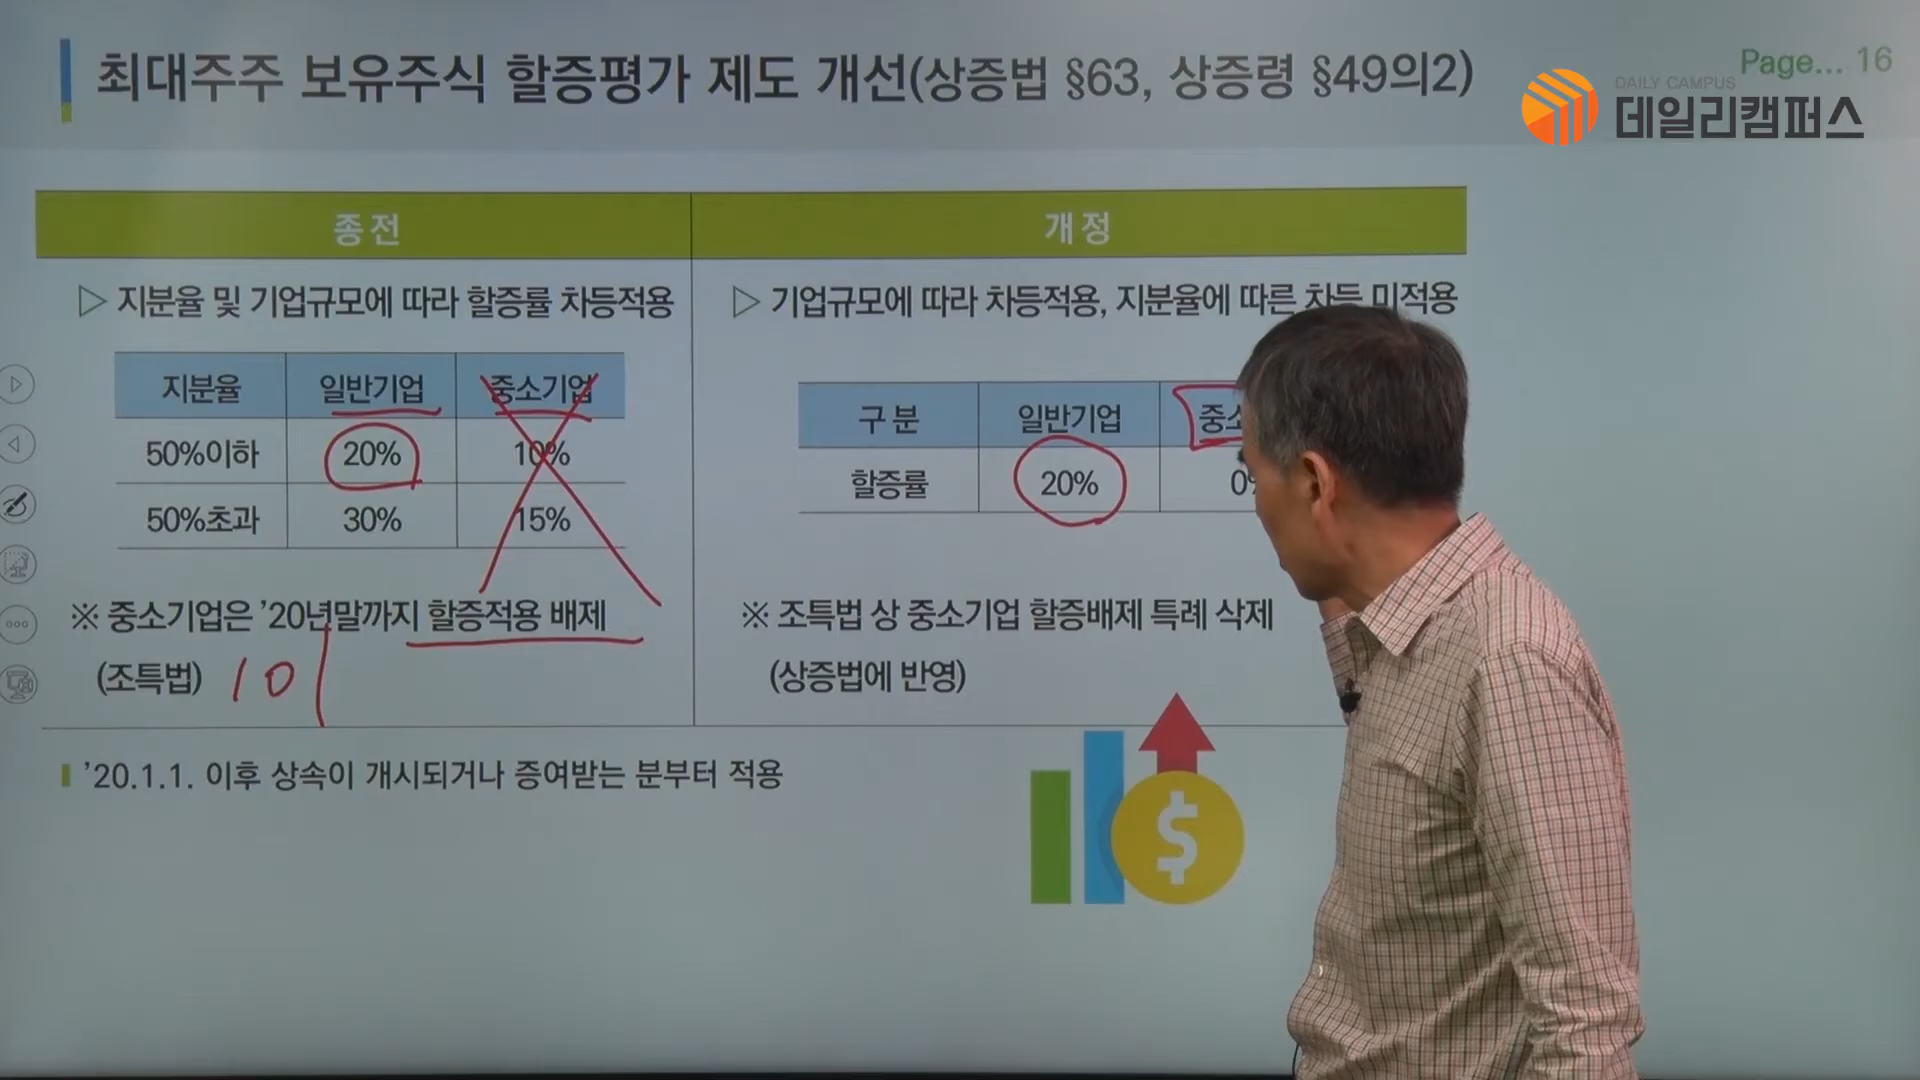 최대주주 보유주식 할증평가 제도 개선(상증법 §63, 상증령 §49의2)
Page... 16
DAILY CAMPUS
데일리캠퍼스
종 전
개 정
▷ 지분율 및 기업규모에 따라 할증률 차등적용
지분율 일반기업 중소기업
50%이하 20% 10%
50%초과 30% 15%
※ 중소기업은 ’20년말까지 할증적용 배제
(조특법) 101
▷ 기업규모에 따라 차등적용, 지분율에 따른 차등 미적용
구 분 일반기업
할증률 20% 0%
※ 조특법 상 중소기업 할증배제 특례 삭제
(상증법에 반영)
’20.1.1. 이후 상속이 개시되거나 증여받는 분부터 적용
$